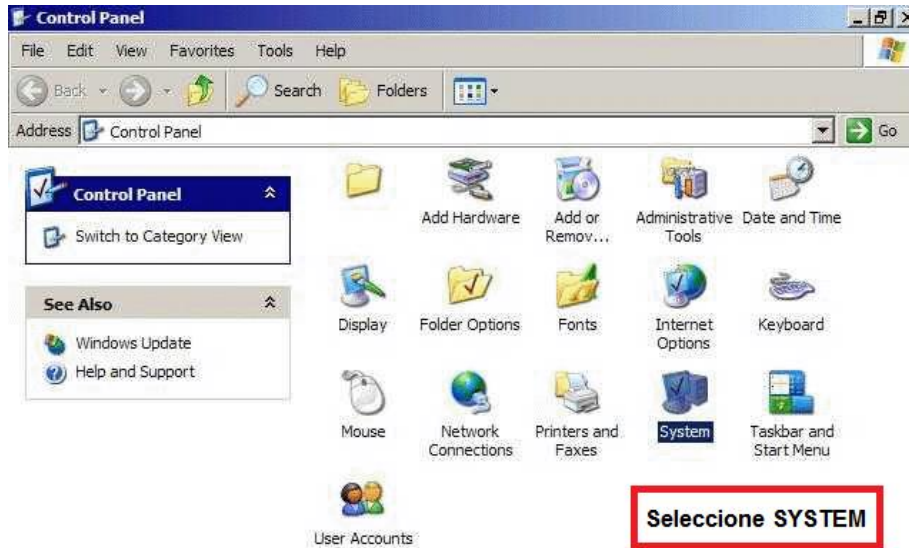 Control Panel
File Edit View Favorites Tools Help
Back Search Folders
Address Control Panel Go
Control Panel
Switch to Category View
See Also
Windows Update
Help and Support
Add Hardware
Add or
Remov...
Administrative
Tools
Date and Time
Display
Folder Options
Fonts
Internet
Options
Keyboard
Mouse
Network
Connections
Printers and
Faxes
System
Taskbar and
Start Menu
User Accounts
Seleccione SYSTEM